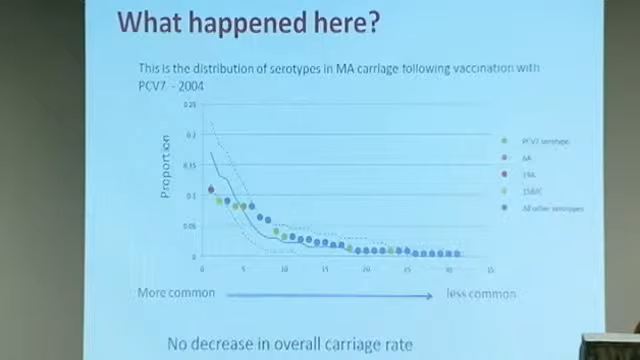 What happened here?
This is the distribution of serotypes in MA carriage following vaccination with
PCV7 - 2004
0.25
0.2
0.15
0.1
0.05
0
Proportion
0 5 10 15 20 25 30 35
PCV7 serotype
6A
19A
15B/C
All other serotypes
More common
less common
No decrease in overall carriage rate